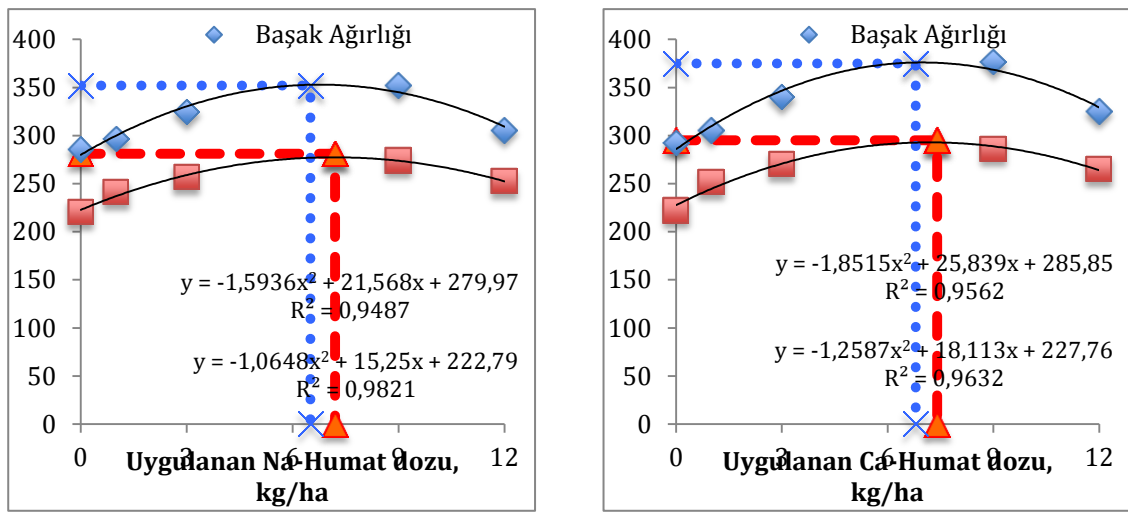 Başak Ağırlığı
400
350
300
250
200
150
100
50
0
y = -1,5936x² + 21,568x + 279,97
R² = 0,9487
y = -1,0648x² + 15,25x + 222,79
R² = 0,9821
0 3 6 9 12
Uygulanan Na-Humat dozu,
kg/ha
Başak Ağırlığı
400
350
300
250
200
150
100
50
0
y = -1,8515x² + 25,839x + 285,85
R² = 0,9562
y = -1,2587x² + 18,113x + 227,76
R² = 0,9632
0 3 6 9 12
Uygulanan Ca-Humat dozu,
kg/ha